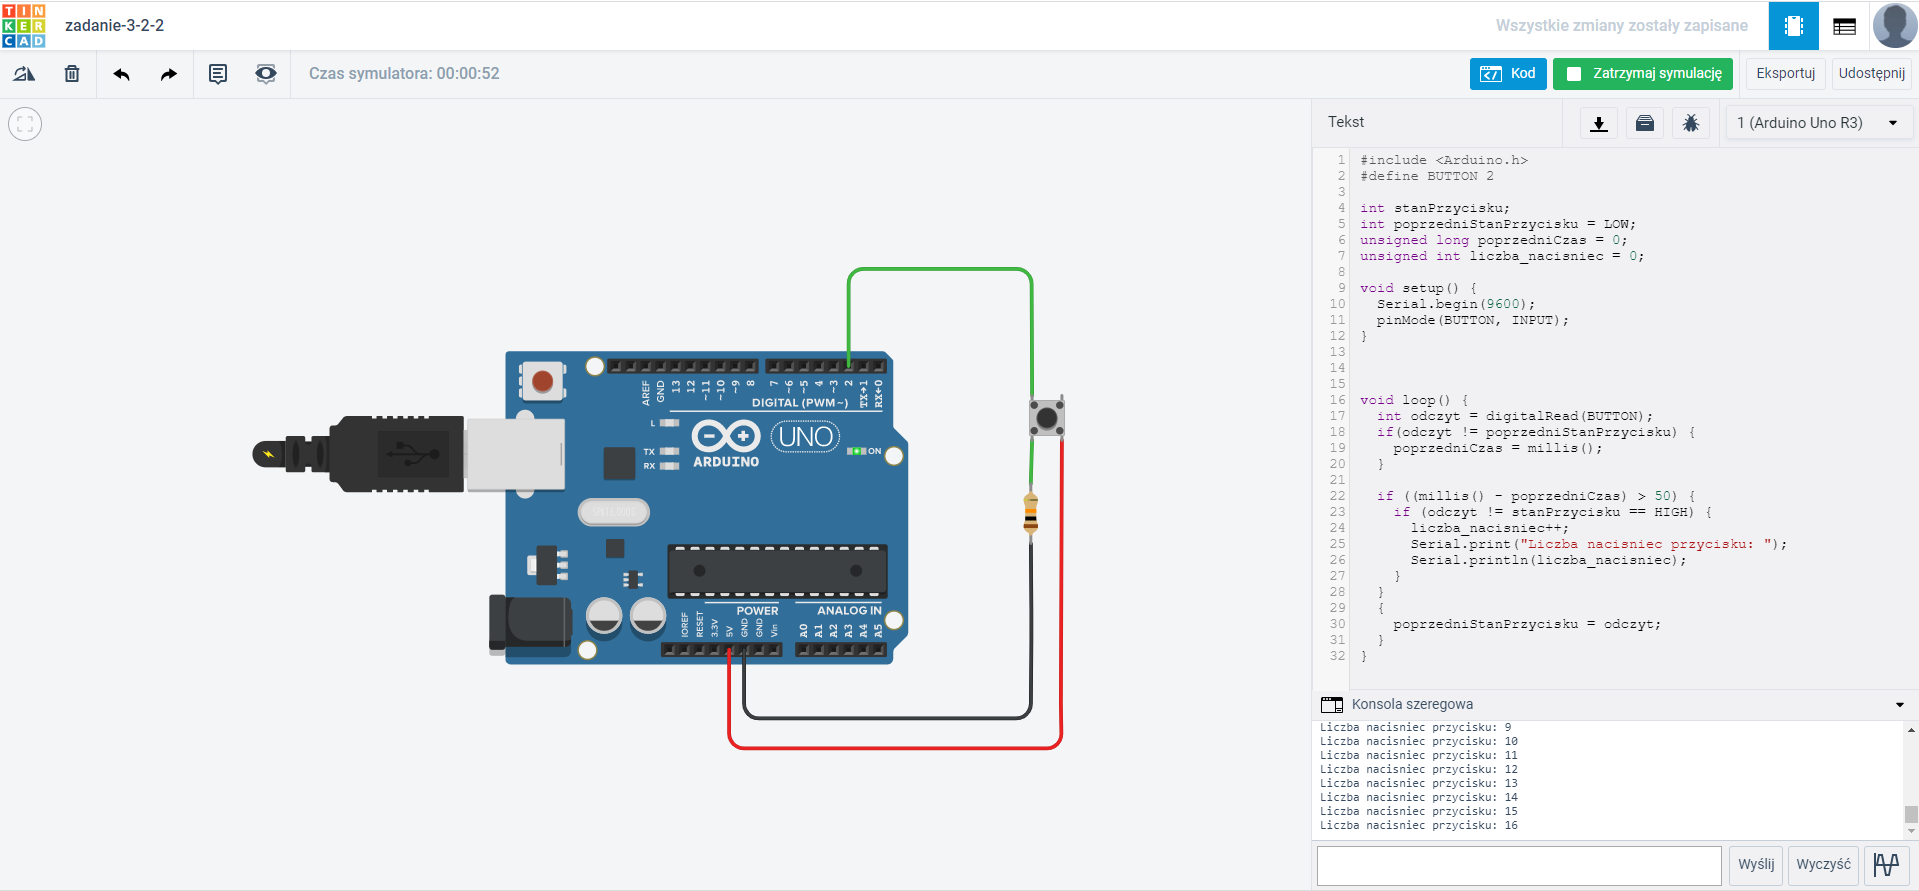 TIN
KER
CAD
zadanie-3-2-2
Wszystkie zmiany zostały zapisane
Czas symulatora: 00:00:52
Kod
Zatrzymaj symulację
Eksportuj
Udostępnij
Tekst
1 (Arduino Uno R3)
1 #include <Arduino.h>
2 #define BUTTON 2
3
4 int stanPrzycisku;
5 int poprzedniStanPrzycisku = LOW;
6 unsigned long poprzedniCzas = 0;
7 unsigned int liczba_nacisniec = 0;
8
9 void setup() {
10 Serial.begin(9600);
11 pinMode(BUTTON, INPUT);
12 }
13
14
15
16 void loop() {
17 int odczyt = digitalRead(BUTTON);
18 if(odczyt != poprzedniStanPrzycisku) {
19 poprzedniCzas = millis();
20 }
21
22 if ((millis() - poprzedniCzas) > 50) {
23 if (odczyt != stanPrzycisku == HIGH) {
24 liczba_nacisniec++;
25 Serial.print("Liczba nacisniec przycisku: ");
26 Serial.println(liczba_nacisniec);
27 }
28 }
29 {
30 poprzedniStanPrzycisku = odczyt;
31 }
32 }
AREF
GND
13
12
~11
~10
~9
8
7
~6
~5
4
~3
2
TX→1
RX←0
DIGITAL (PWM~)
L
TX
RX
ARDUINO
UNO
ON
POWER
ANALOG IN
IOREF
RESET
3.3V
5V
GND
GND
Vin
A0
A1
A2
A3
A4
A5
Konsola szeregowa
Liczba nacisniec przycisku: 9
Liczba nacisniec przycisku: 10
Liczba nacisniec przycisku: 11
Liczba nacisniec przycisku: 12
Liczba nacisniec przycisku: 13
Liczba nacisniec przycisku: 14
Liczba nacisniec przycisku: 15
Liczba nacisniec przycisku: 16
Wyślij
Wyczyść